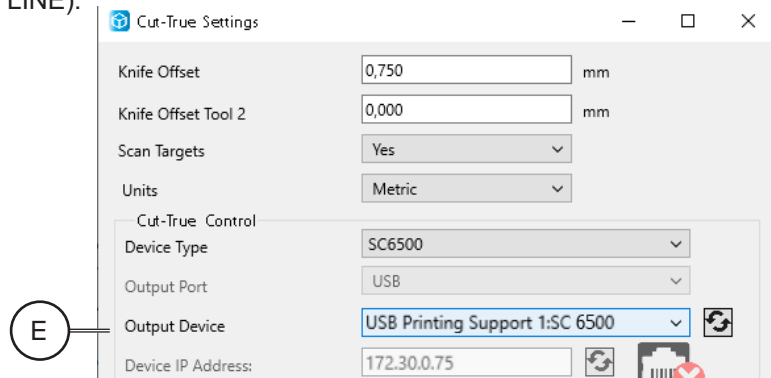 LINE).
Cut-True Settings
Knife Offset 0,750 mm
Knife Offset Tool 2 0,000 mm
Scan Targets Yes
Units Metric
Cut-True Control
Device Type SC6500
Output Port USB
E Output Device USB Printing Support 1:SC 6500
Device IP Address: 172.30.0.75